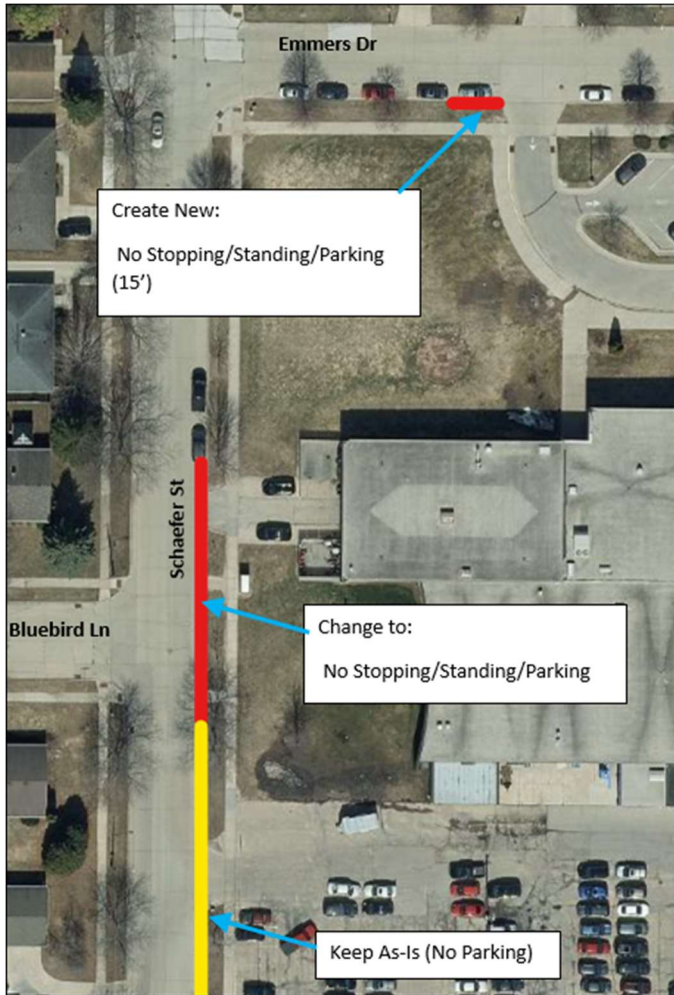 Emmers Dr
Create New:
No Stopping/Standing/Parking
(15')
Schaefer St
Bluebird Ln
Change to:
No Stopping/Standing/Parking
Keep As-Is (No Parking)